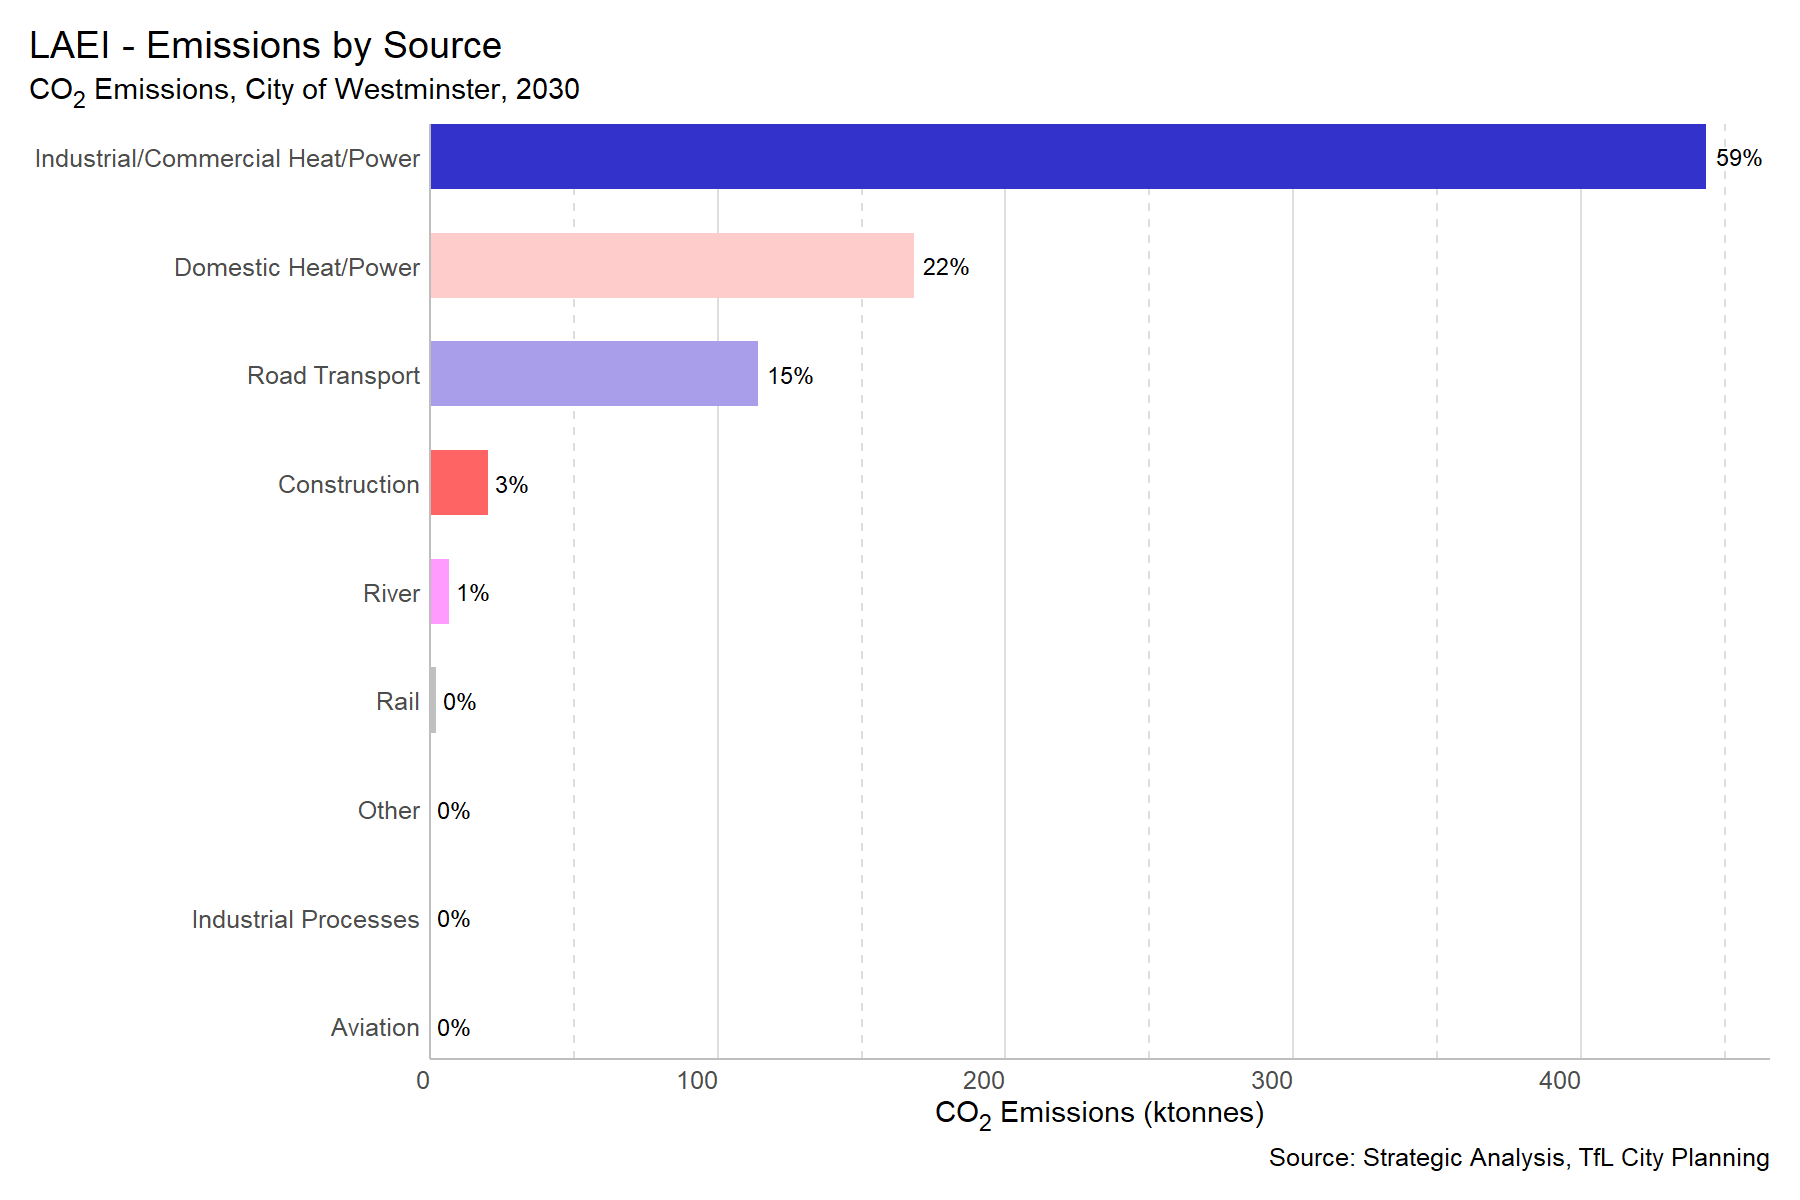 LAEI - Emissions by Source
CO₂ Emissions, City of Westminster, 2030
Industrial/Commercial Heat/Power 59%
Domestic Heat/Power 22%
Road Transport 15%
Construction 3%
River 1%
Rail 0%
Other 0%
Industrial Processes 0%
Aviation 0%
0 100 200 300 400
CO₂ Emissions (ktonnes)
Source: Strategic Analysis, TfL City Planning